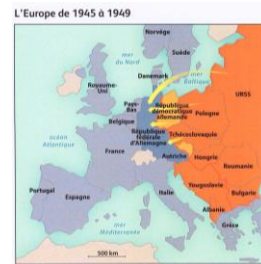 L'Europe de 1945 à 1949
Norvège
Suède
mer
du Nord
Danemark
mer
Baltique
URSS
Royaume-
Uni
Pays-
Bas
République
démocratique
allemande
Pologne
Belgique
République
fédérale
d'Allemagne
Tchécoslovaquie
océan
Atlantique
France
Autriche
Hongrie
Roumanie
Yougoslavie
Bulgarie
Portugal
Espagne
Italie
Albanie
Grèce
mer
Méditerranée
500 km